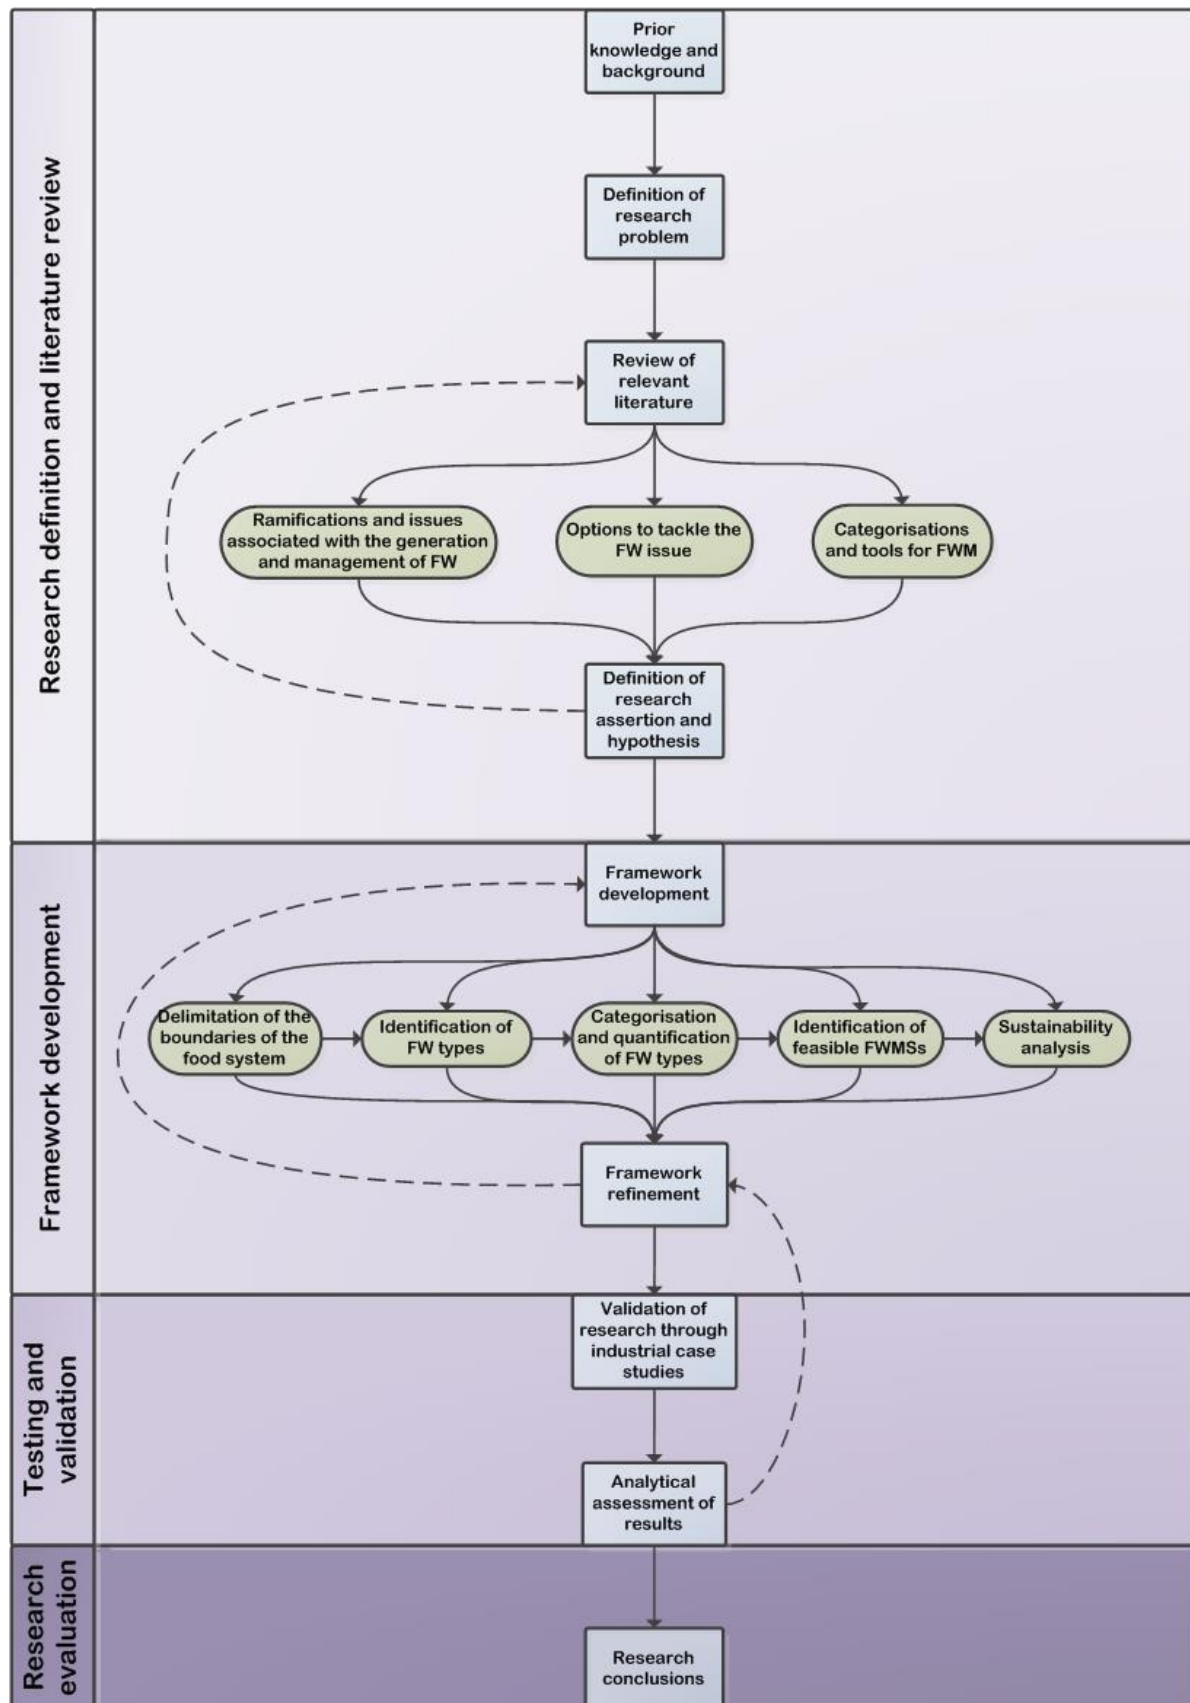 Research definition and literature review
Prior
knowledge and
background
Definition of
research
problem
Review of
relevant
literature
Ramifications and issues
associated with the generation
and management of FW
Options to tackle the
FW issue
Categorisations
and tools for FWM
Definition of
research
assertion and
hypothesis
Framework development
Framework
development
Delimitation of the
boundaries of the
food system
Identification of
FW types
Categorisation
and quantification
of FW types
Identification of
feasible FWMSs
Sustainability
analysis
Framework
refinement
Testing and
validation
Validation of
research through
industrial case
studies
Analytical
assessment of
results
Research
evaluation
Research
conclusions